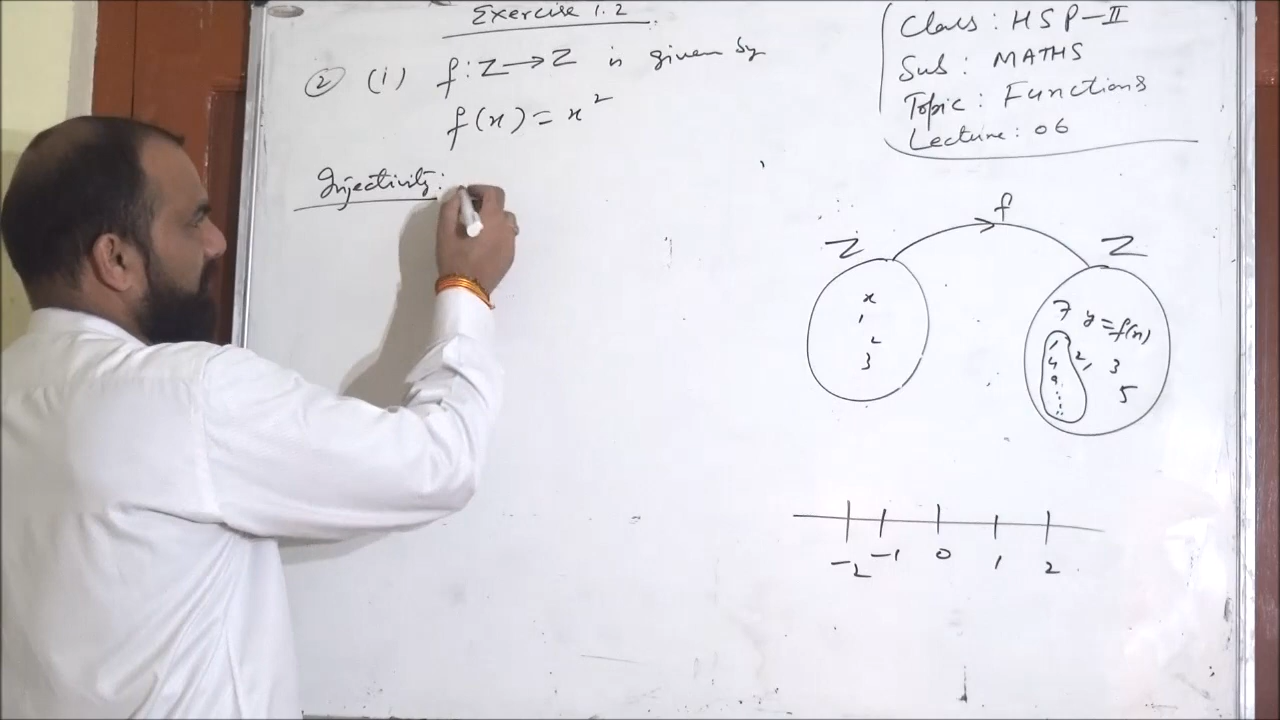 Exercise 1.2
② (i) f : Z → Z is given by
f(x) = x²
Injectivity:
Class : HSP-II
Sub : MATHS
Topic : Functions
Lecture : 06
f
Z
Z
x
1
2
3
7 y = f(x)
1
4 2, 3
9
5
-2 -1 0 1 2